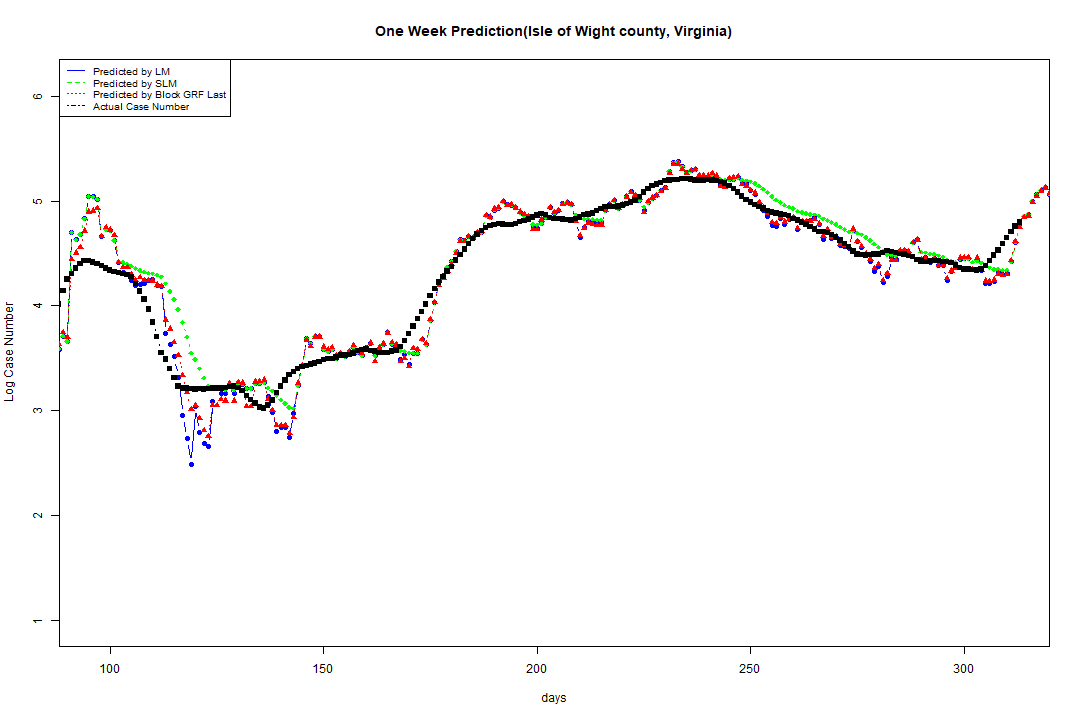 One Week Prediction(Isle of Wight county, Virginia)
Predicted by LM
Predicted by SLM
Predicted by Block GRF Last
Actual Case Number
Log Case Number
6
5
4
3
2
1
100 150 200 250 300
days